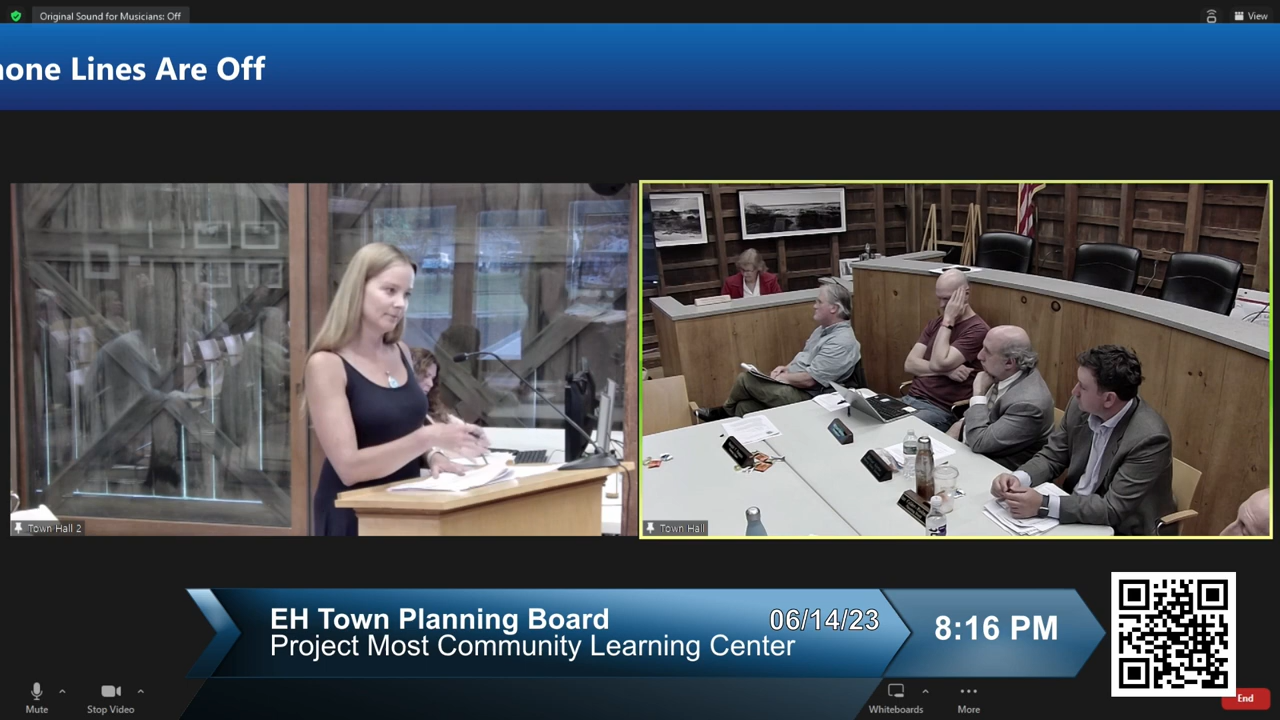 Original Sound for Musicians: Off
View
one Lines Are Off
Town Hall 2
Town Hall
EH Town Planning Board
06/14/23
Project Most Community Learning Center
8:16 PM
Mute
Stop Video
Whiteboards
More
End